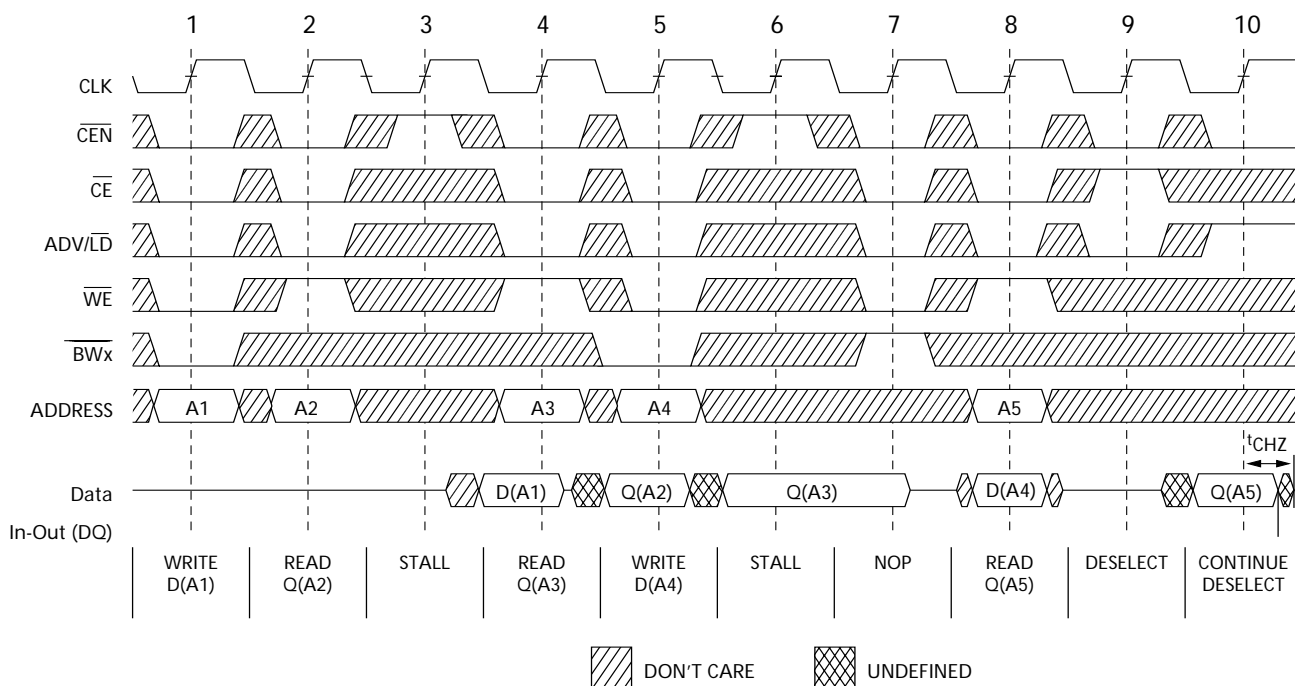 1 2 3 4 5 6 7 8 9 10
CLK
CEN
CE
ADV/LD
WE
BWx
ADDRESS A1 A2 A3 A4 A5
tCHZ
Data D(A1) Q(A2) Q(A3) D(A4) Q(A5)
In-Out (DQ)
WRITE READ STALL READ WRITE STALL NOP READ DESELECT CONTINUE
D(A1) Q(A2) Q(A3) D(A4) Q(A5) DESELECT
DON'T CARE UNDEFINED